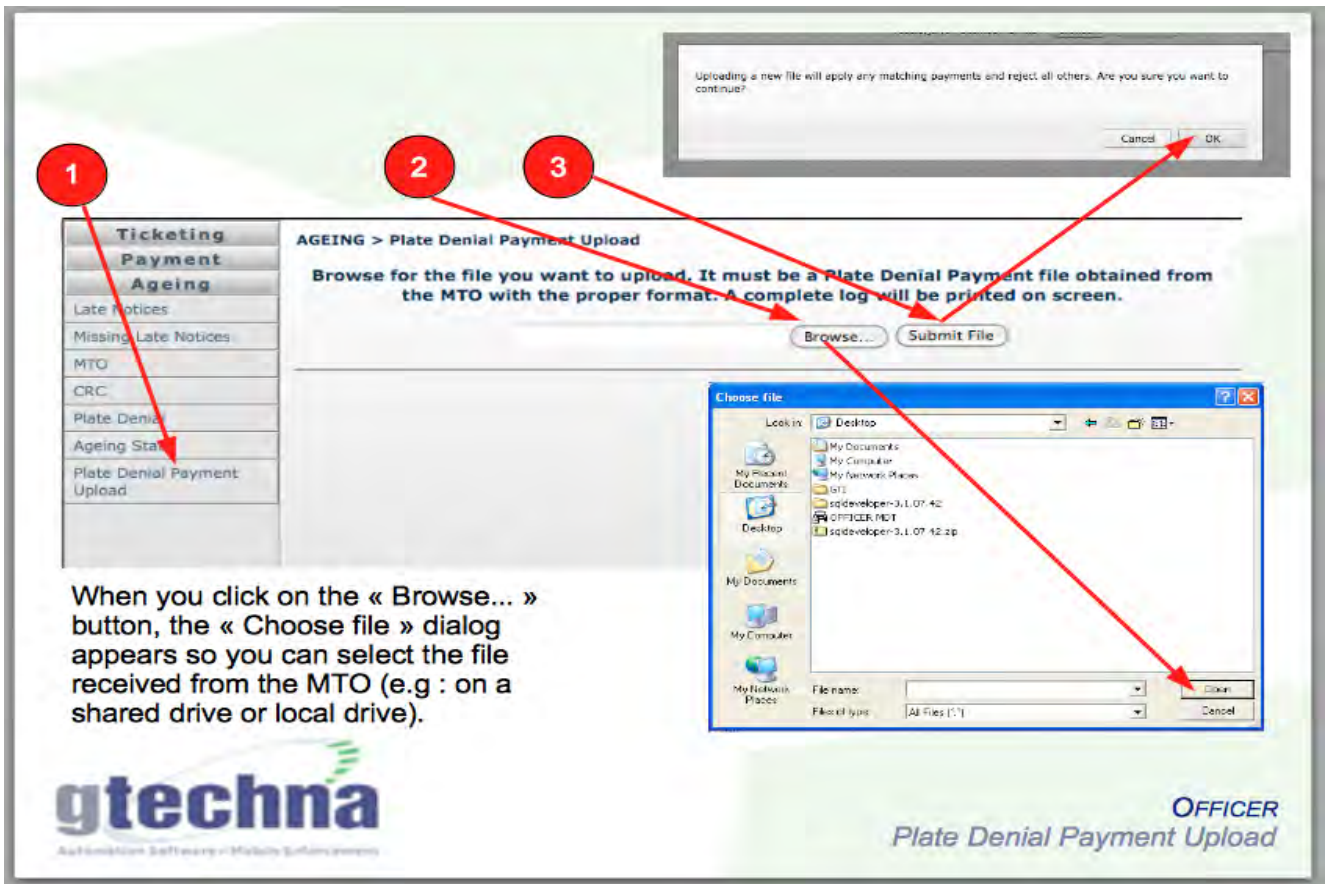 Uploading a new file will apply any matching payments and reject all others. Are you sure you want to
continue?
Cancel OK
1
2
3
Ticketing
Payment
Ageing
Late Notices
Missing Late Notices
MTO
CRC
Plate Denial
Ageing
Plate Denial Payment
Upload
AGEING > Plate Denial Payment Upload
Browse for the file you want to upload. It must be a Plate Denial Payment file obtained from
the MTO with the proper format. A complete log will be printed on screen.
Browse... Submit File
Choose file
Look in: Desktop
My Recent
Documents
Desktop
My Documents
My Computer
My Network
Places
My Documents
My Computer
My Network Places
GTI
sqldeveloper-3.1.07.42
OFFICER MDT
sqldeveloper-3.1.07.42.zip
File name: Open
Files of type: All Files (*.*) Cancel
When you click on the « Browse... »
button, the « Choose file » dialog
appears so you can select the file
received from the MTO (e.g : on a
shared drive or local drive).
gtechna
Automation Software - Mobile Enforcement
OFFICER
Plate Denial Payment Upload